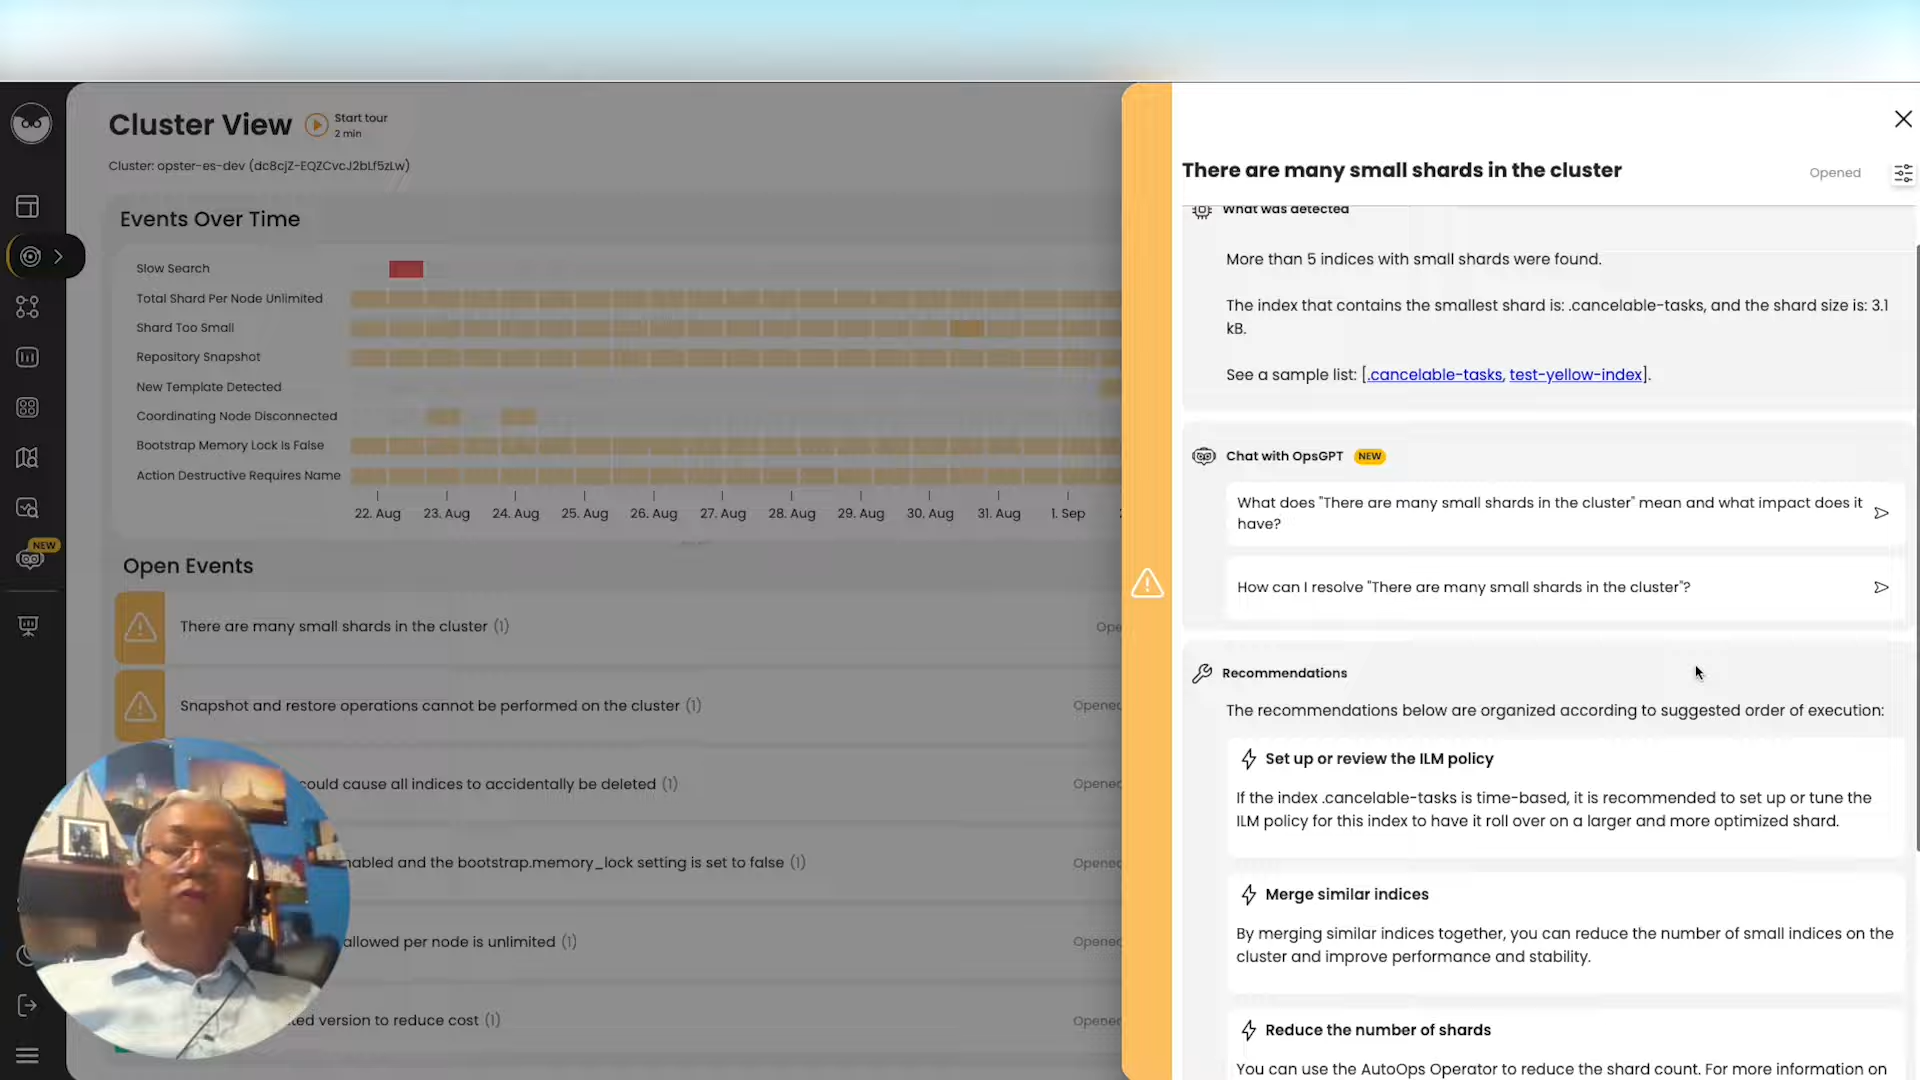 Cluster View
Start tour
2 min
Cluster: opster-es-dev (dc8cjZ-EQZCvcJ2bLf5zLw)
Events Over Time
Slow Search
Total Shard Per Node Unlimited
Shard Too Small
Repository Snapshot
New Template Detected
Coordinating Node Disconnected
Bootstrap Memory Lock Is False
Action Destructive Requires Name
22. Aug 23. Aug 24. Aug 25. Aug 26. Aug 27. Aug 28. Aug 29. Aug 30. Aug 31. Aug 1. Sep
NEW
Open Events
There are many small shards in the cluster (1)
Snapshot and restore operations cannot be performed on the cluster (1)
Opened
could cause all indices to accidentally be deleted (1)
Opened
and the bootstrap.memory_lock setting is set to false (1)
Opened
allowed per node is unlimited (1)
Opened
version to reduce cost (1)
Opened
There are many small shards in the cluster
Opened
What was detected
More than 5 indices with small shards were found.
The index that contains the smallest shard is: .cancelable-tasks, and the shard size is: 3.1
kB.
See a sample list: [.cancelable-tasks, test-yellow-index].
Chat with OpsGPT NEW
What does "There are many small shards in the cluster" mean and what impact does it
have?
How can I resolve "There are many small shards in the cluster"?
Recommendations
The recommendations below are organized according to suggested order of execution:
Set up or review the ILM policy
If the index .cancelable-tasks is time-based, it is recommended to set up or tune the
ILM policy for this index to have it roll over on a larger and more optimized shard.
Merge similar indices
By merging similar indices together, you can reduce the number of small indices on the
cluster and improve performance and stability.
Reduce the number of shards
You can use the AutoOps Operator to reduce the shard count. For more information on